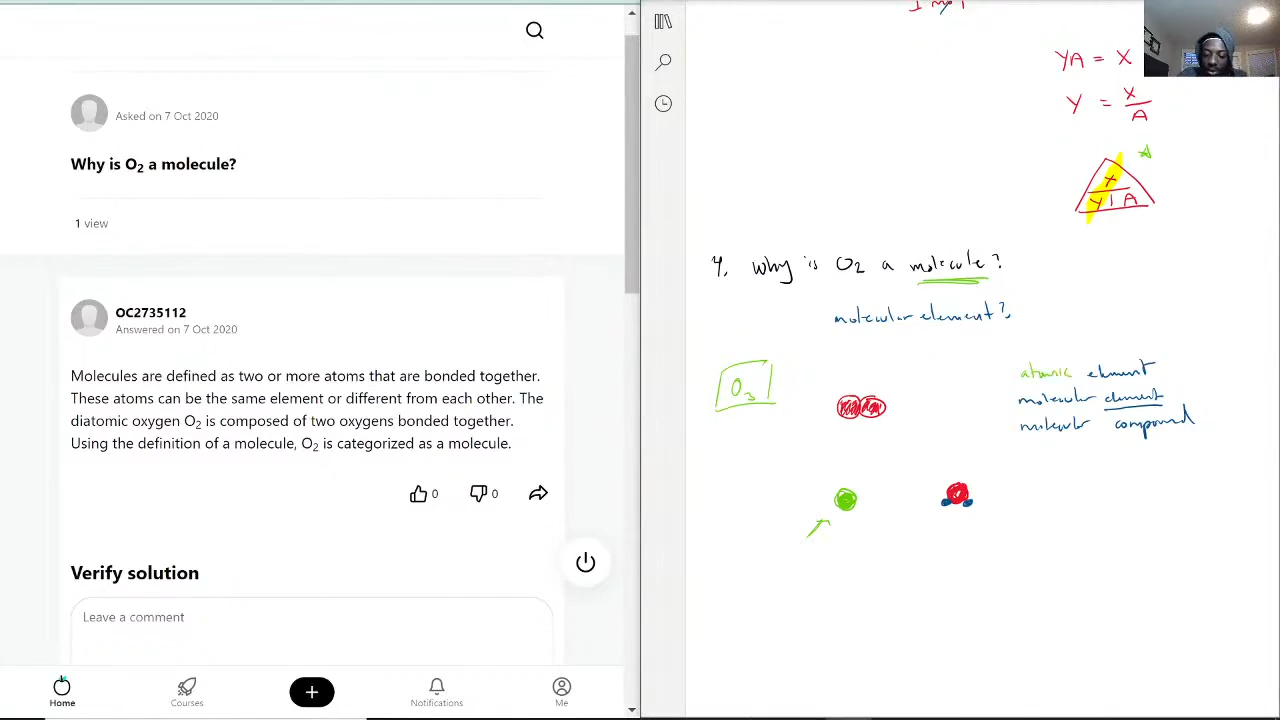 Asked on 7 Oct 2020
Why is O₂ a molecule?
1 view
OC2735112
Answered on 7 Oct 2020
Molecules are defined as two or more atoms that are bonded together.
These atoms can be the same element or different from each other. The
diatomic oxygen O₂ is composed of two oxygens bonded together.
Using the definition of a molecule, O₂ is categorized as a molecule.
0
0
Verify solution
Leave a comment
Home
Courses
Notifications
Me
YA = X
Y = X/A
X
Y | A
4. Why is O₂ a molecule?
molecular element?
O₃
atomic element
molecular element
molecular compound